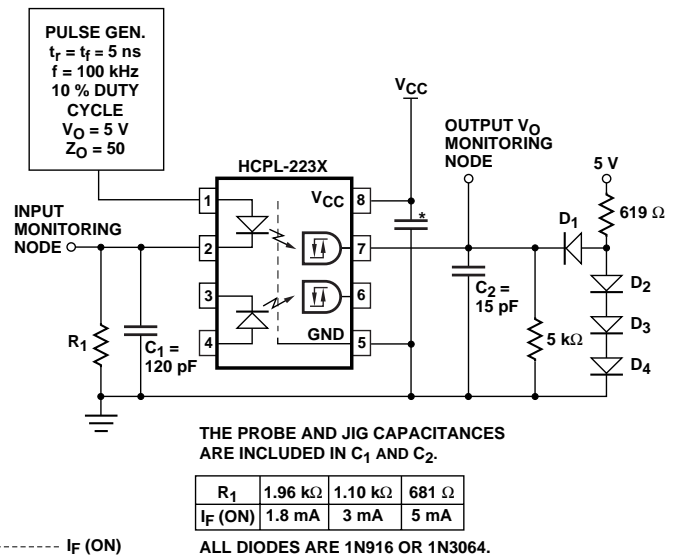 PULSE GEN.
tr = tf = 5 ns
f = 100 kHz
10 % DUTY
CYCLE
VO = 5 V
ZO = 50
VCC
OUTPUT VO
MONITORING
NODE
5 V
HCPL-223X
619 Ω
D1
INPUT
MONITORING
NODE
1
VCC
8
*
2
7
D2
C2 =
15 pF
3
6
D3
R1
C1 =
120 pF
4
GND
5
5 kΩ
D4
THE PROBE AND JIG CAPACITANCES
ARE INCLUDED IN C1 AND C2.
R1 1.96 kΩ 1.10 kΩ 681 Ω
IF (ON) 1.8 mA 3 mA 5 mA
IF (ON)
ALL DIODES ARE 1N916 OR 1N3064.